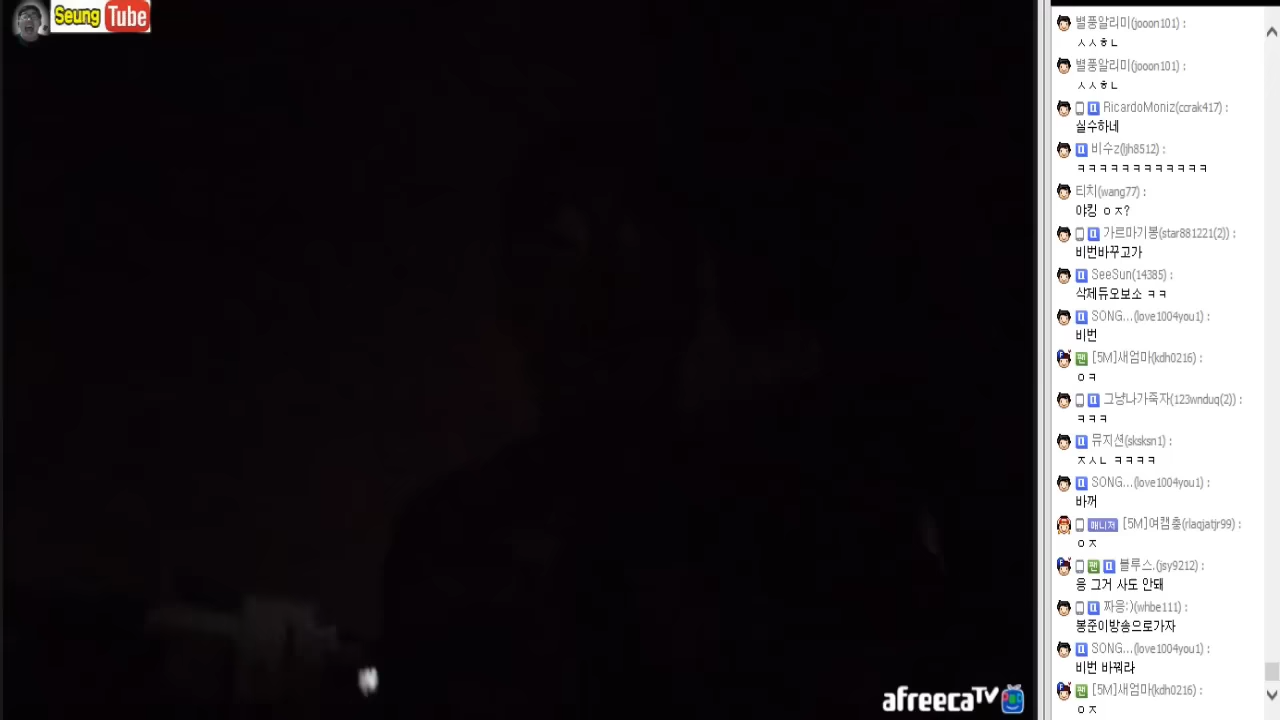 Seung Tube
별풍알리미(jooon101) :
ㅅㅅㅎㄴ
별풍알리미(jooon101) :
ㅅㅅㅎㄴ
RicardoMoniz(ccrak417) :
실수하네
비수z(ljh8512) :
ㅋㅋㅋㅋㅋㅋㅋㅋㅋㅋㅋㅋ
티치(wang77) :
야킹 ㅇㅈ?
가르마기봉(star881221(2)) :
비번바꾸고가
SeeSun(14385) :
삭제듀오보소 ㅋㅋ
SONG...(love1004you1) :
비번
팬 [5M]새엄마(kdh0216) :
ㅇㅋ
그냥나가죽자(123wnduq(2)) :
ㅋㅋㅋ
뮤지션(sksksn1) :
ㅈㅅㄴ ㅋㅋㅋㅋ
SONG...(love1004you1) :
바꺼
매니저 [5M]여캠충(rlaqjatjr99) :
ㅇㅈ
팬 블루스.(jsy9212) :
응 그거 사도 안돼
짜응:)(whbe111) :
봉준이방송으로가자
SONG...(love1004you1) :
비번 바꿔라
팬 [5M]새엄마(kdh0216) :
ㅇㅈ
afreecaTV